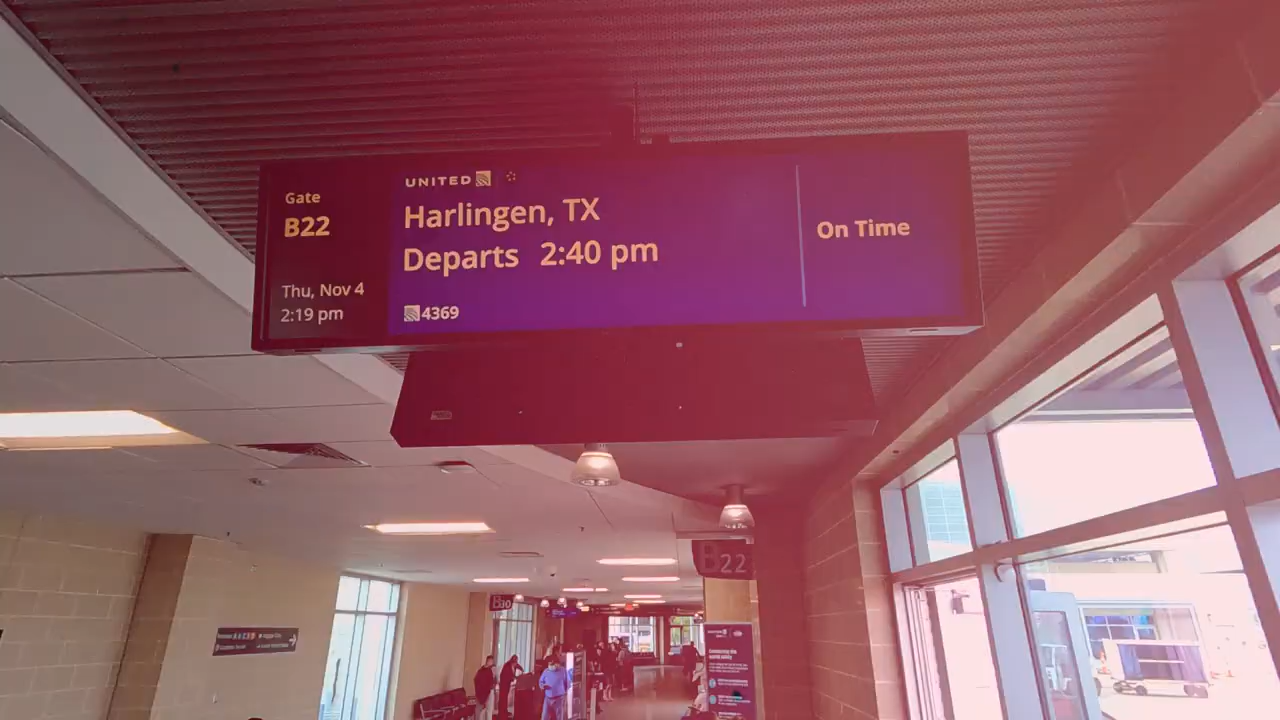 Gate
B22
Thu, Nov 4
2:19 pm
UNITED
Harlingen, TX
Departs 2:40 pm
4369
On Time
B22
B30